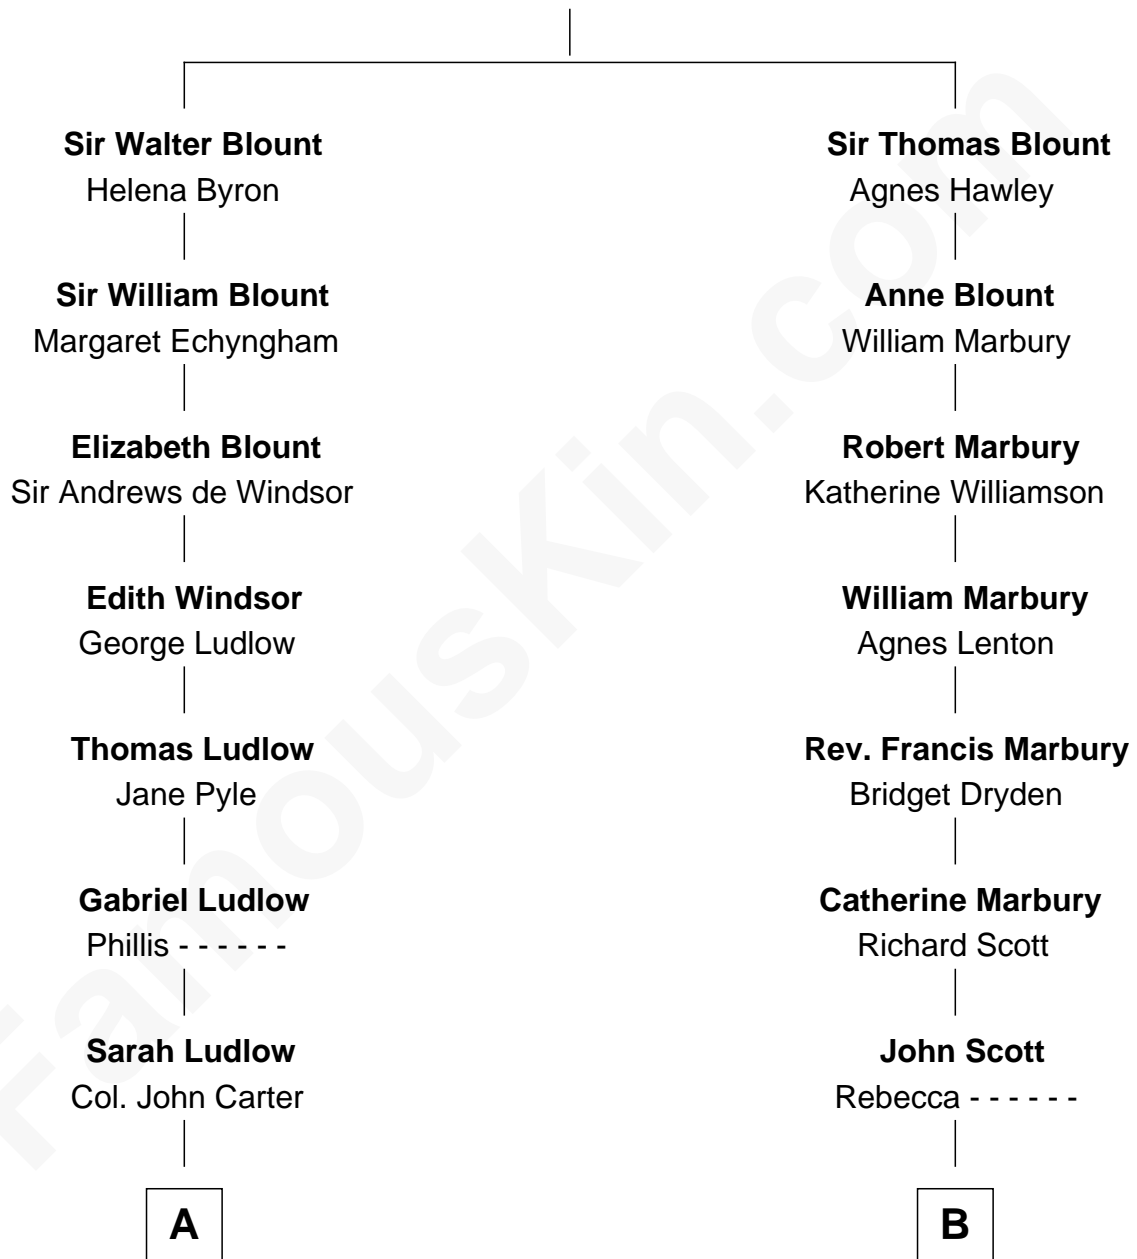 Sir Walter Blount
Helena Byron
Sir William Blount
Margaret Echyngham
Elizabeth Blount
Sir Andrews de Windsor
Edith Windsor
George Ludlow
Thomas Ludlow
Jane Pyle
Gabriel Ludlow
Phillis - - - - - -
Sarah Ludlow
Col. John Carter
A
Sir Thomas Blount
Agnes Hawley
Anne Blount
William Marbury
Robert Marbury
Katherine Williamson
William Marbury
Agnes Lenton
Rev. Francis Marbury
Bridget Dryden
Catherine Marbury
Richard Scott
John Scott
Rebecca - - - - - -
B
FamousKin.com